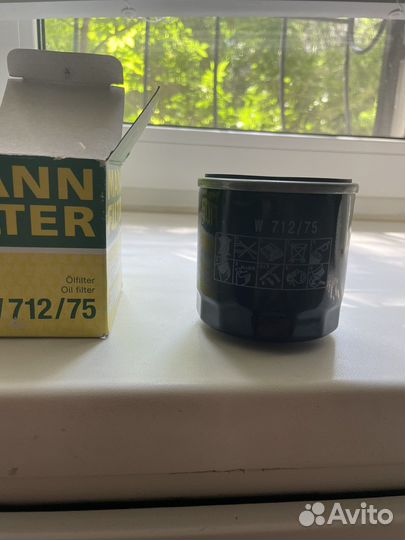 ANN
LTER
Ölfilter
Oil filter
712/75
W 712/75
Avito